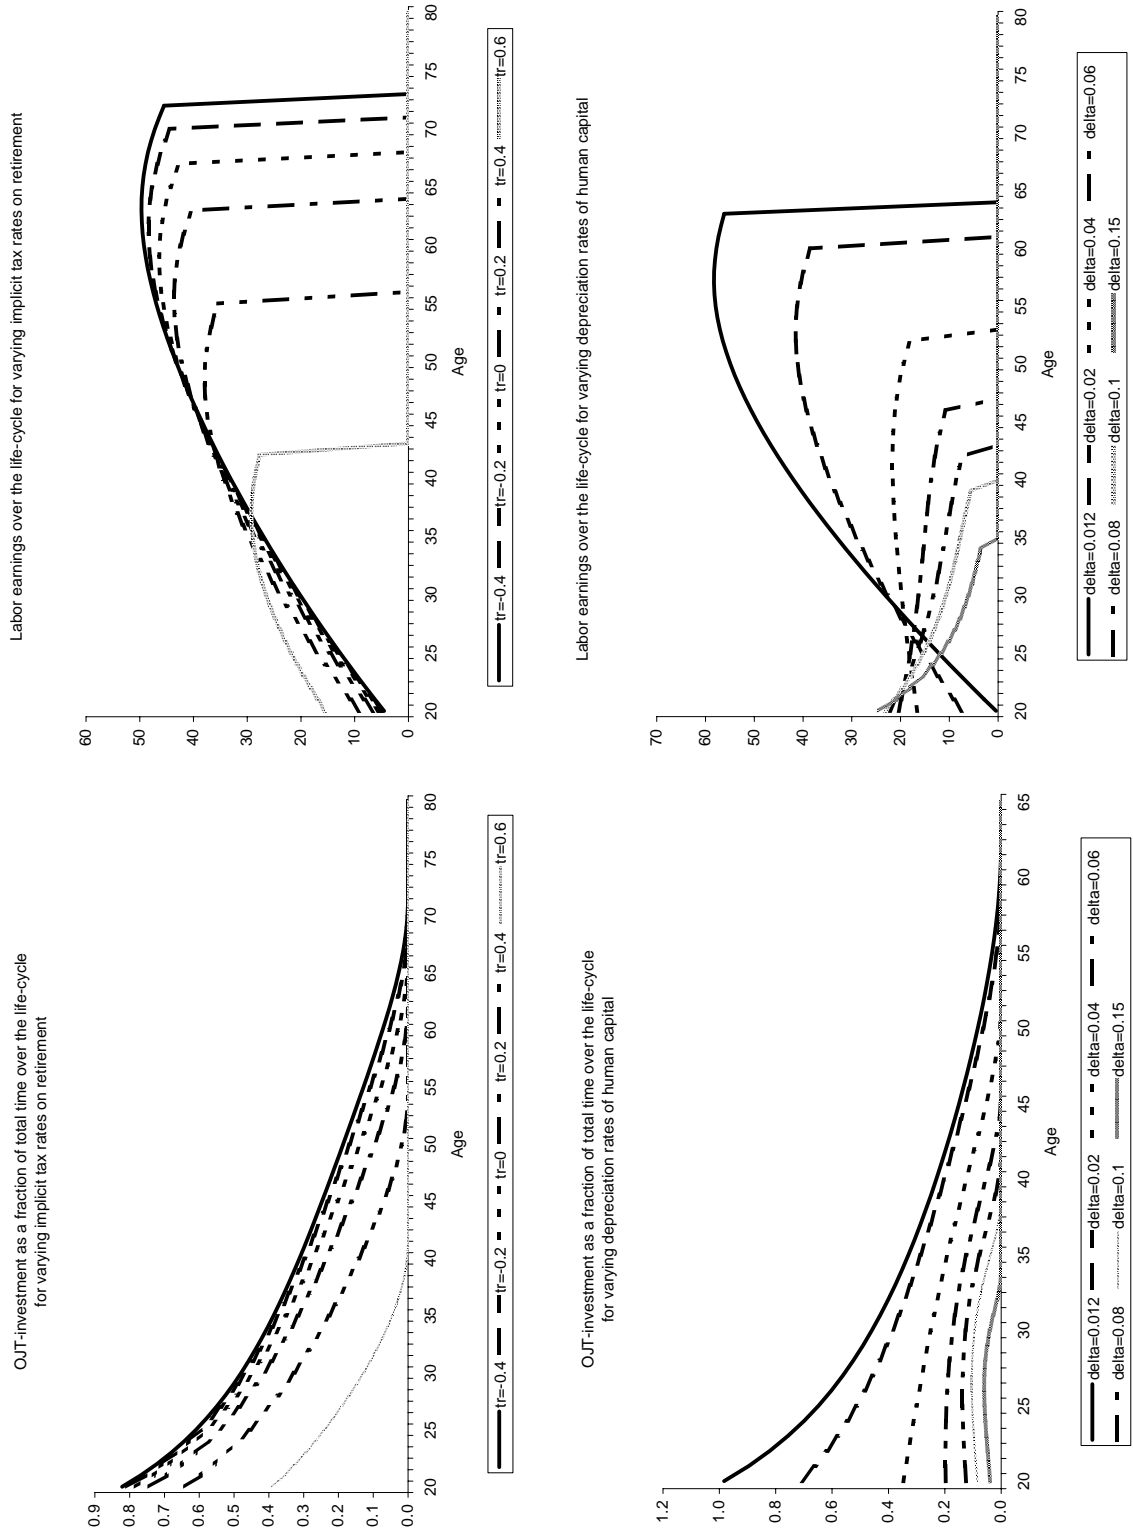 OJT-investment as a fraction of total time over the life-cycle
for varying implicit tax rates on retirement
0.9
0.8
0.7
0.6
0.5
0.4
0.3
0.2
0.1
0.0
20 25 30 35 40 45 50 55 60 65 70 75 80
Age
tr=-0.4 tr=-0.2 tr=0 tr=0.2 tr=0.4 tr=0.6
Labor earnings over the life-cycle for varying implicit tax rates on retirement
60
50
40
30
20
10
0
20 25 30 35 40 45 50 55 60 65 70 75 80
Age
tr=-0.4 tr=-0.2 tr=0 tr=0.2 tr=0.4 tr=0.6
OJT-investment as a fraction of total time over the life-cycle
for varying depreciation rates of human capital
1.2
1.0
0.8
0.6
0.4
0.2
0.0
20 25 30 35 40 45 50 55 60 65
Age
delta=0.012 delta=0.02 delta=0.04 delta=0.06
delta=0.08 delta=0.1 delta=0.15
Labor earnings over the life-cycle for varying depreciation rates of human capital
70
60
50
40
30
20
10
0
20 25 30 35 40 45 50 55 60 65 70 75 80
Age
delta=0.012 delta=0.02 delta=0.04 delta=0.06
delta=0.08 delta=0.1 delta=0.15